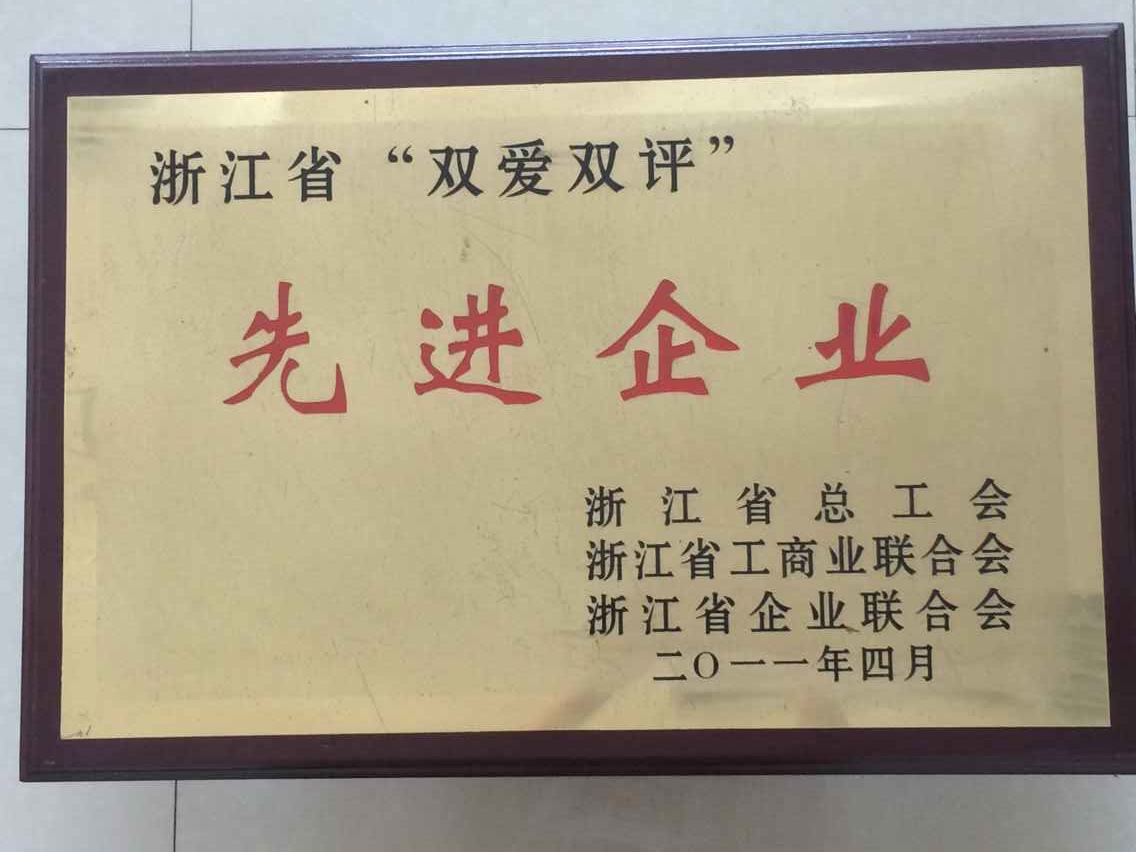 浙江省“双爱双评”
先进企业
浙江省总工会
浙江省工商业联合会
浙江省企业联合会
二〇一一年四月